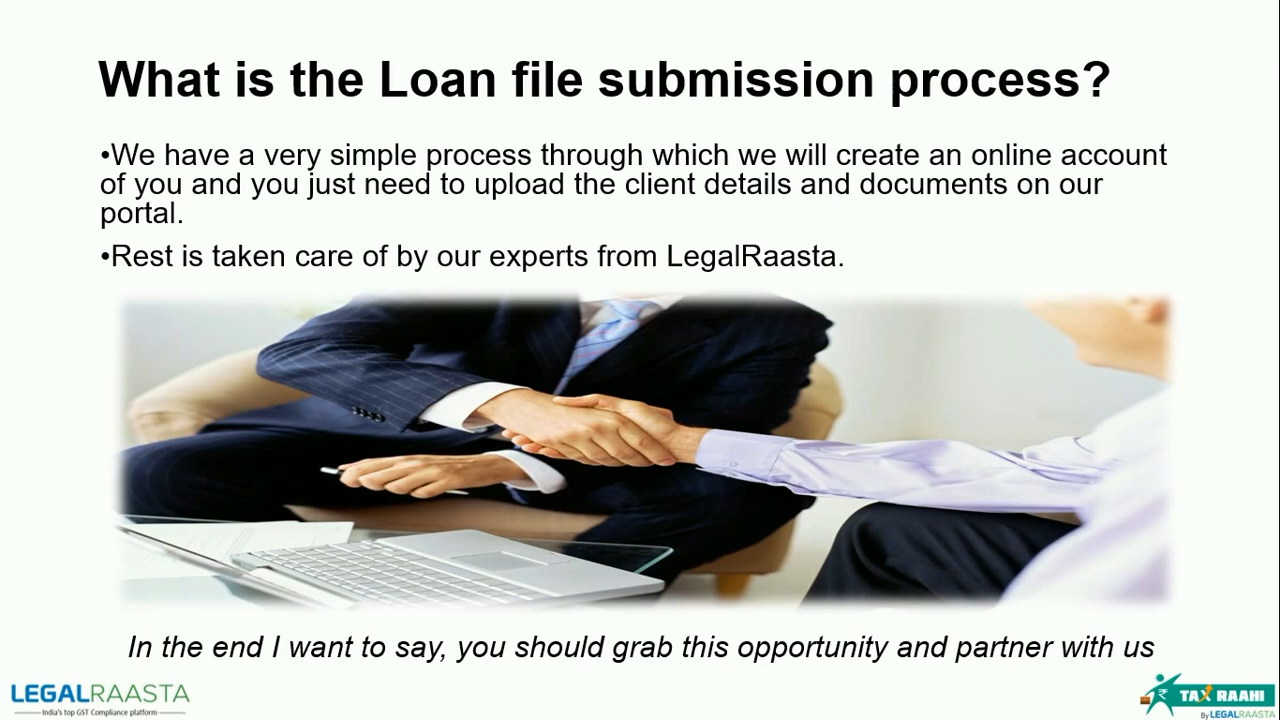 What is the Loan file submission process?
•We have a very simple process through which we will create an online account
of you and you just need to upload the client details and documents on our
portal.
•Rest is taken care of by our experts from LegalRaasta.
In the end I want to say, you should grab this opportunity and partner with us
LEGALRAASTA
India's top GST Compliance platform
₹ TAX RAAHI
By LEGALRAASTA